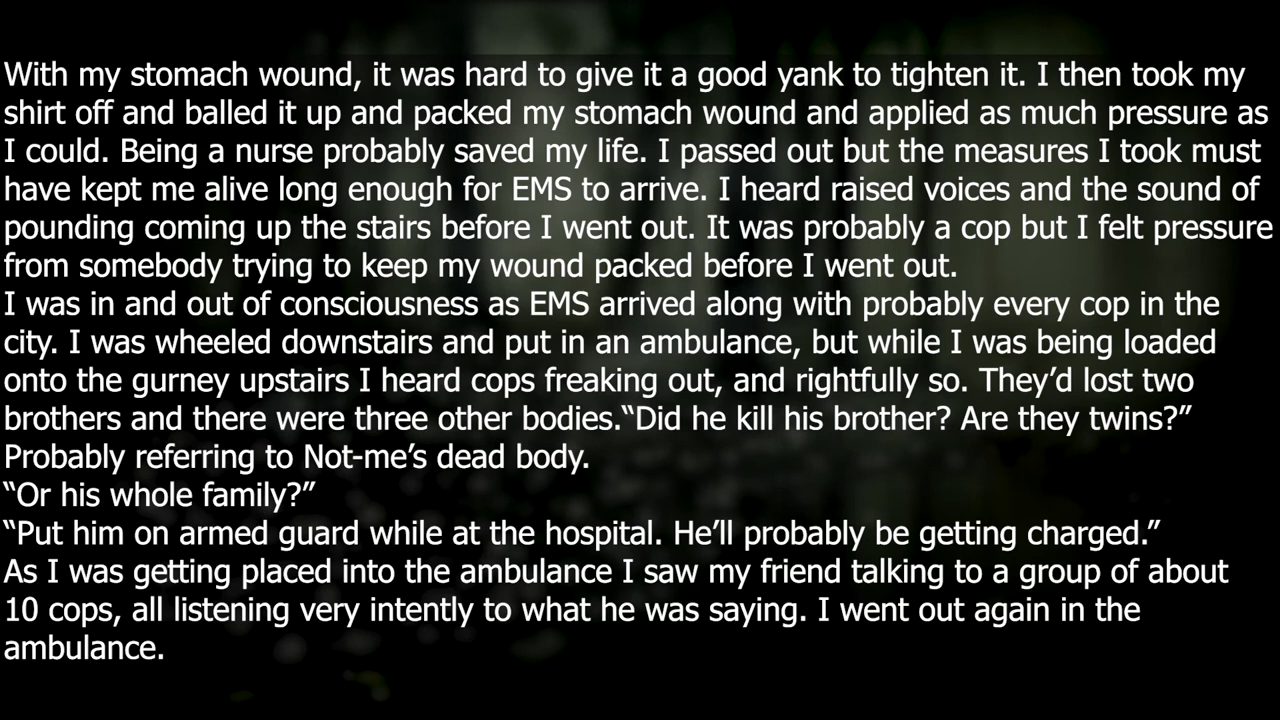 With my stomach wound, it was hard to give it a good yank to tighten it. I then took my
shirt off and balled it up and packed my stomach wound and applied as much pressure as
I could. Being a nurse probably saved my life. I passed out but the measures I took must
have kept me alive long enough for EMS to arrive. I heard raised voices and the sound of
pounding coming up the stairs before I went out. It was probably a cop but I felt pressure
from somebody trying to keep my wound packed before I went out.
I was in and out of consciousness as EMS arrived along with probably every cop in the
city. I was wheeled downstairs and put in an ambulance, but while I was being loaded
onto the gurney upstairs I heard cops freaking out, and rightfully so. They’d lost two
brothers and there were three other bodies.“Did he kill his brother? Are they twins?”
Probably referring to Not-me’s dead body.
“Or his whole family?”
“Put him on armed guard while at the hospital. He’ll probably be getting charged.”
As I was getting placed into the ambulance I saw my friend talking to a group of about
10 cops, all listening very intently to what he was saying. I went out again in the
ambulance.